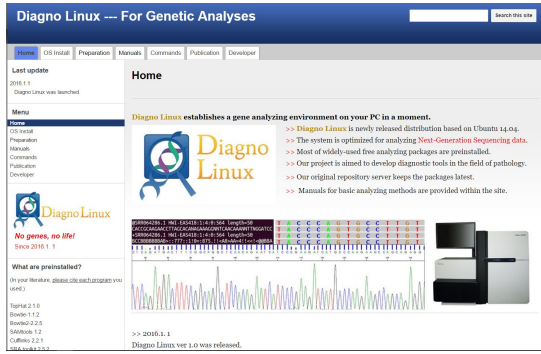 Diagno Linux --- For Genetic Analyses
Search this site
Home
OS Install
Preparation
Manuals
Commands
Publication
Developer
Last update
2016.1.1
Diagno Linux was launched.
Menu
Home
OS Install
Preparation
Manuals
Commands
Publication
Developer
Diagno Linux
No genes, no life!
Since 2016. 1. 1
What are preinstalled?
(In your literature, please cite each program you
used.)
TopHat 2.1.0
Bowtie-1.1.2
Bowtie2-2.2.5
SAMtools 1.2
Cufflinks 2.2.1
SRA toolkit 2.5.2
Home
Diagno Linux establishes a gene analyzing environment on your PC in a moment.
Diagno
Linux
>> Diagno Linux is newly released distribution based on Ubuntu 14.04.
>> The system is optimized for analyzing Next-Generation Sequencing data.
>> Most of widely-used free analyzing packages are preinstalled.
>> Our project is aimed to develop diagnostic tools in the field of pathology.
>> Our original repository server keeps the packages latest.
>> Manuals for basic analyzing methods are provided within the site.
T A C C C A G T G C C T T G T
>> 2016.1. 1
Diagno Linux ver 1.0 was released.